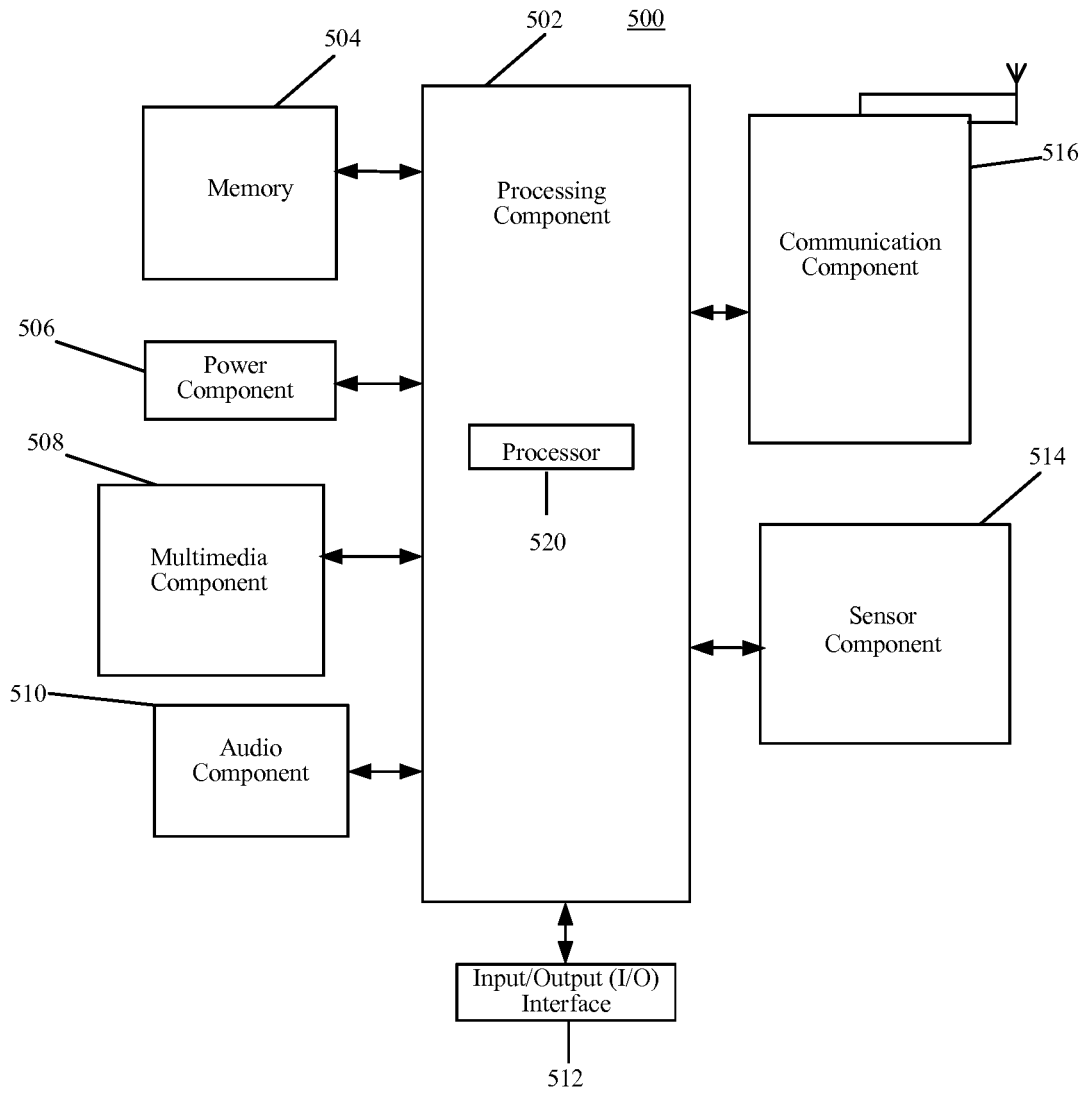 502
500
504
Memory
Processing
Component
516
Communication
Component
506
Power
Component
508
Processor
514
520
Multimedia
Component
Sensor
Component
510
Audio
Component
Input/Output (I/O)
Interface
512